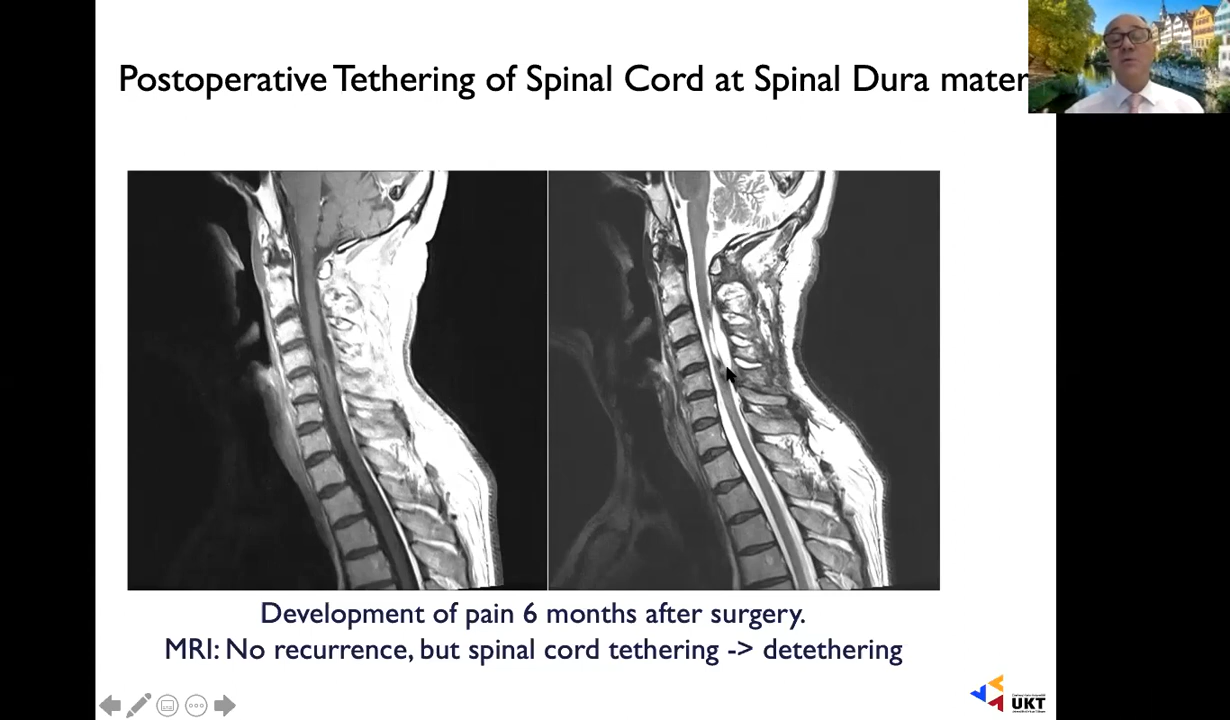 Postoperative Tethering of Spinal Cord at Spinal Dura mater
Development of pain 6 months after surgery.
MRI: No recurrence, but spinal cord tethering -> detethering
UKT